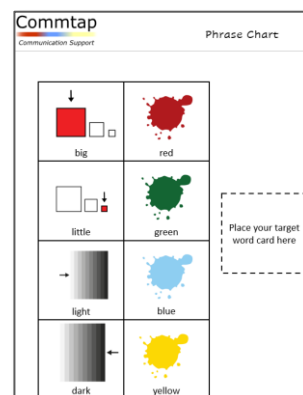 Commtap
Communication Support
Phrase Chart
big
red
little
green
Place your target
word card here
light
blue
dark
yellow